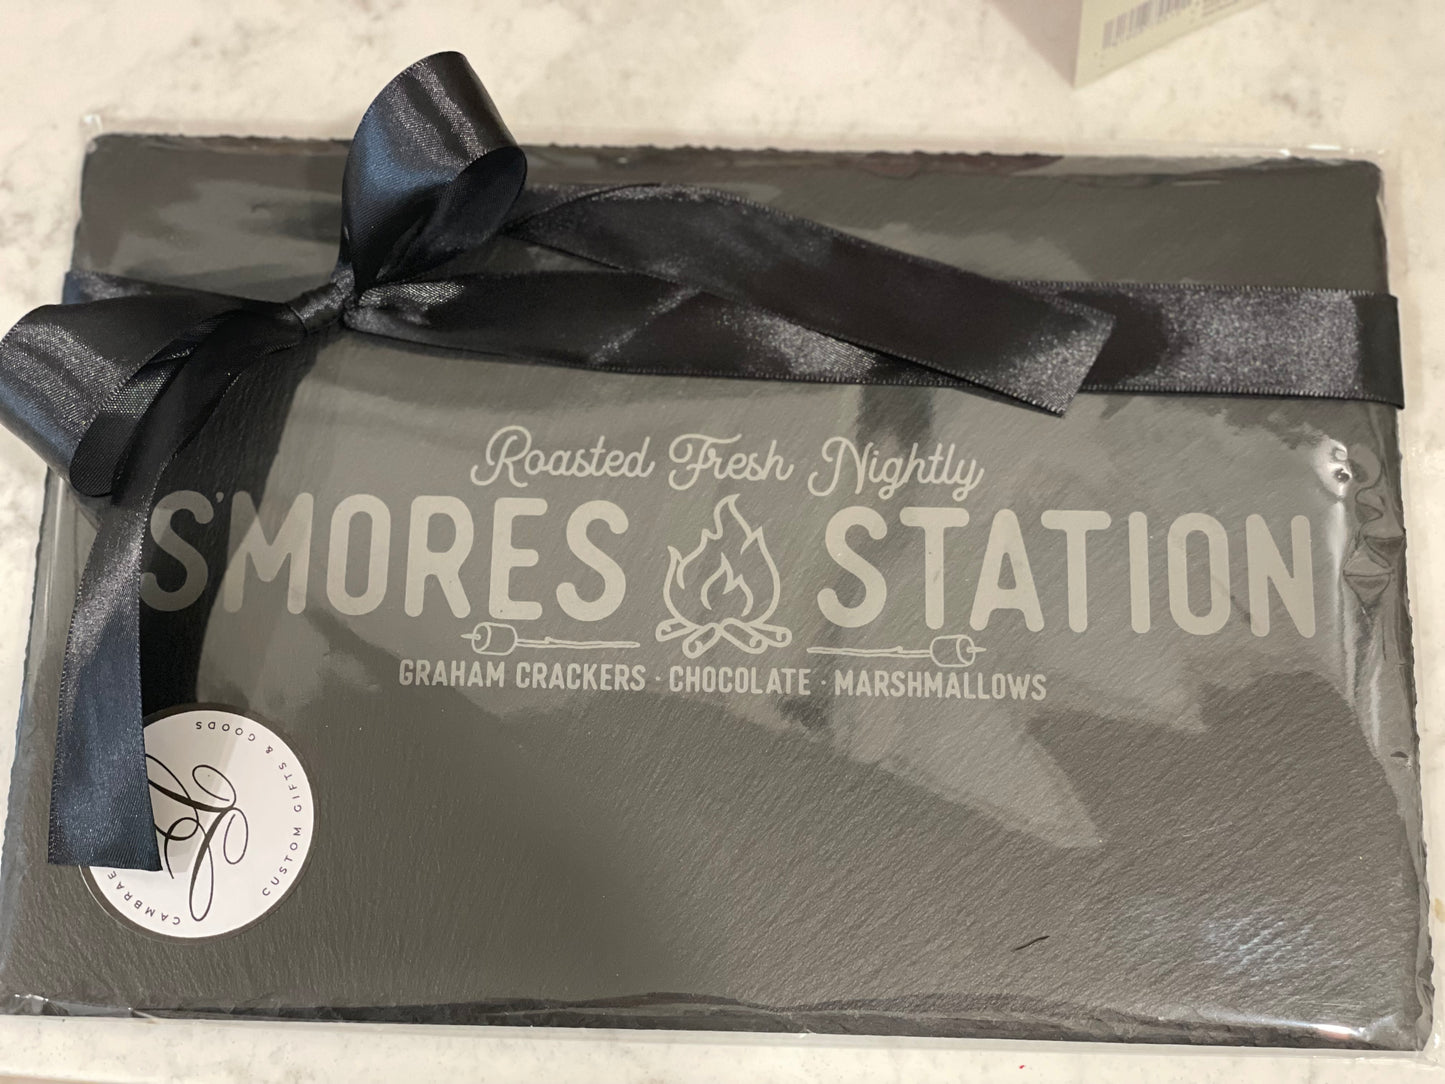 Roasted Fresh Nightly
S'MORES STATION
GRAHAM CRACKERS · CHOCOLATE · MARSHMALLOWS
CAMBRAE
CUSTOM GIFTS & GOODS